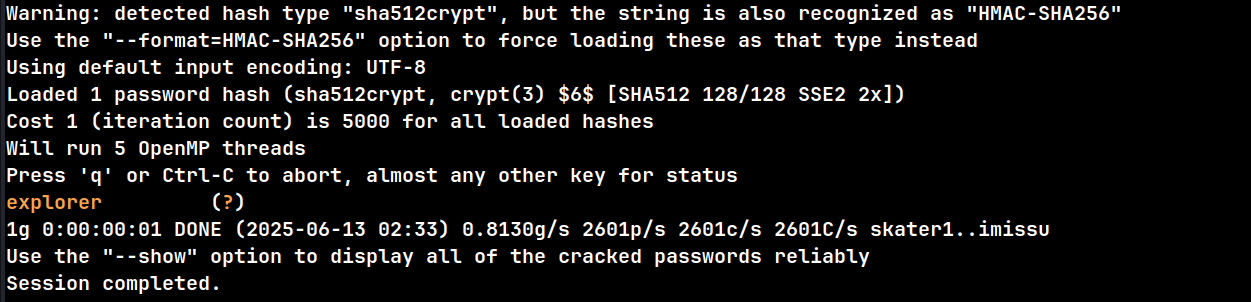 Warning: detected hash type "sha512crypt", but the string is also recognized as "HMAC-SHA256"
Use the "--format=HMAC-SHA256" option to force loading these as that type instead
Using default input encoding: UTF-8
Loaded 1 password hash (sha512crypt, crypt(3) $6$ [SHA512 128/128 SSE2 2x])
Cost 1 (iteration count) is 5000 for all loaded hashes
Will run 5 OpenMP threads
Press 'q' or Ctrl-C to abort, almost any other key for status
explorer         (?)
1g 0:00:00:01 DONE (2025-06-13 02:33) 0.8130g/s 2601p/s 2601c/s 2601C/s skater1..imissu
Use the "--show" option to display all of the cracked passwords reliably
Session completed.